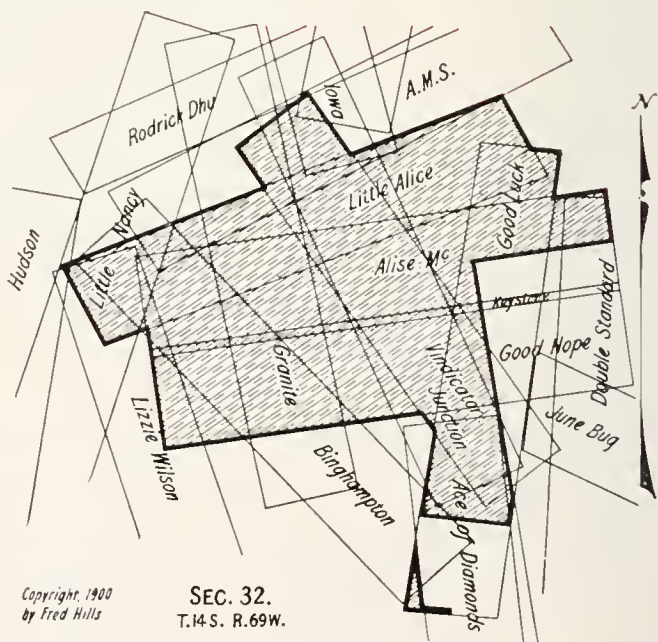 Iowa
A.M.S.
Rodrick Dhu
N
Little Alice
Good Luck
Little Nancy
Hudson
Alise Mc
Keystone
Double Standard
Good Hope
Granite
Vindicator Junction
Lizzie Wilson
June Bug
Binghampton
Ace of Diamonds
Copyright, 1900
by Fred Hills
SEC. 32.
T.14 S. R.69W.